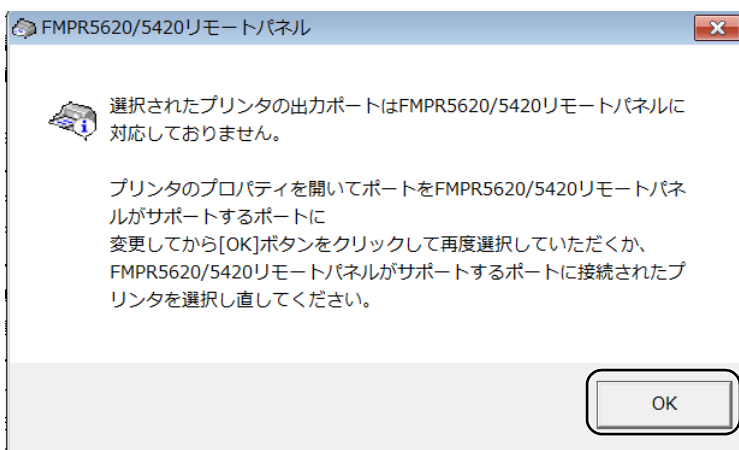 FMPR5620/5420リモートパネル
選択されたプリンタの出力ポートはFMPR5620/5420リモートパネルに
対応しておりません。
プリンタのプロパティを開いてポートをFMPR5620/5420リモートパネ
ルがサポートするポートに
変更してから[OK]ボタンをクリックして再度選択していただくか、
FMPR5620/5420リモートパネルがサポートするポートに接続されたプ
リンタを選択し直してください。
OK